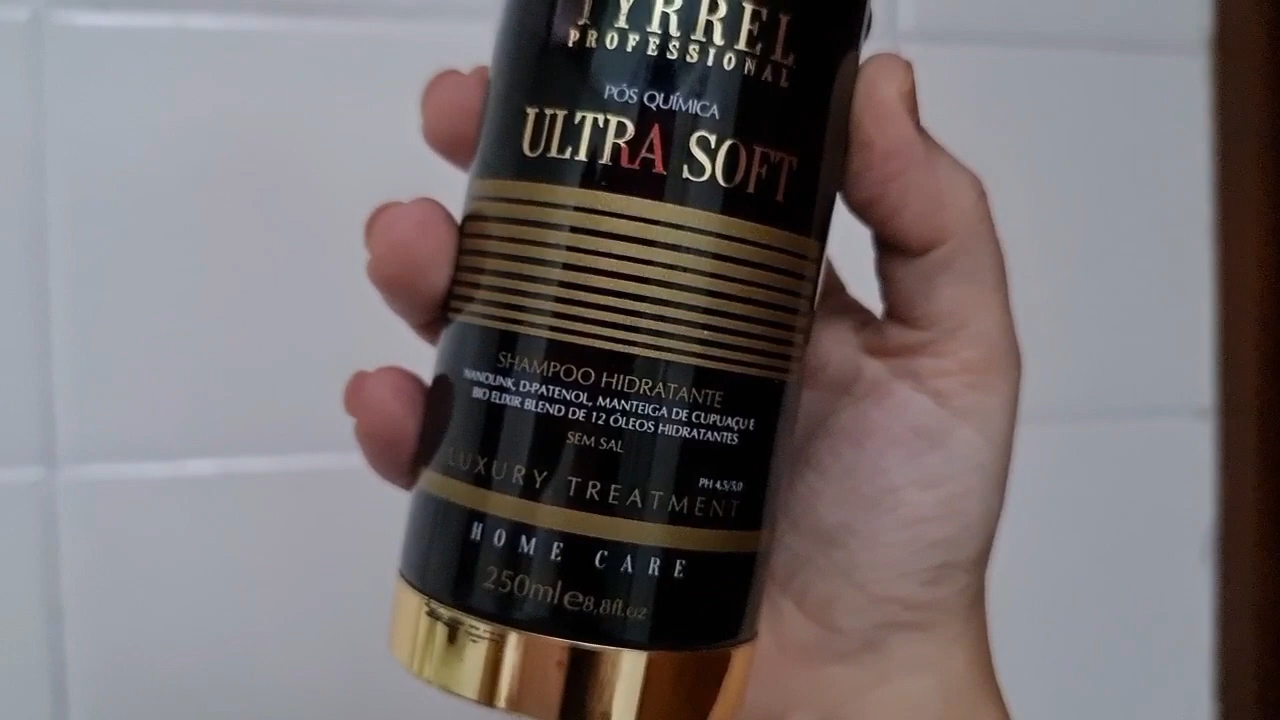 TYRREL
PROFESSIONAL
PÓS QUÍMICA
ULTRA SOFT
SHAMPOO HIDRATANTE
NANOLINK, D-PATENOL, MANTEIGA DE CUPUAÇU E
BIO ELIXIR BLEND DE 12 ÓLEOS HIDRATANTES
SEM SAL
PH 4,5/5,0
LUXURY TREATMENT
HOME CARE
250ml e 8,8fl.oz